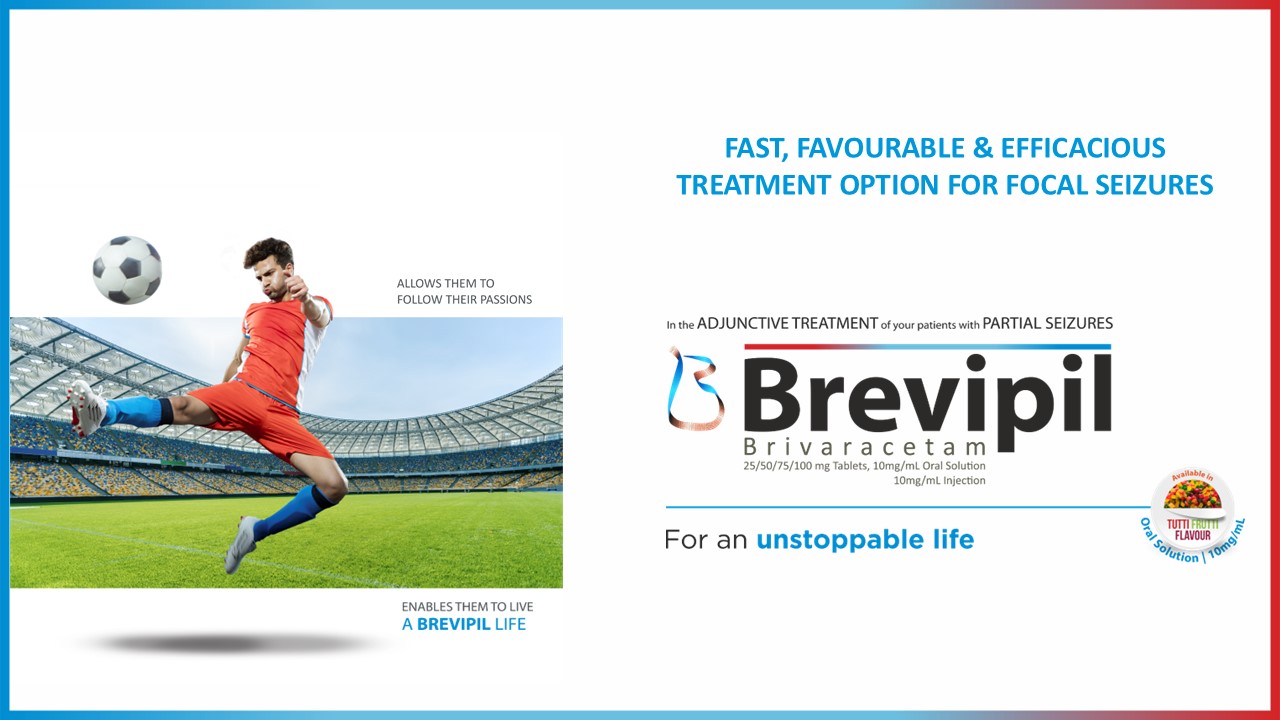 FAST, FAVOURABLE & EFFICACIOUS
TREATMENT OPTION FOR FOCAL SEIZURES
ALLOWS THEM TO
FOLLOW THEIR PASSIONS
ENABLES THEM TO LIVE
A BREVIPIL LIFE
In the ADJUNCTIVE TREATMENT of your patients with PARTIAL SEIZURES
Brevipil
Brivaracetam
25/50/75/100 mg Tablets, 10mg/mL Oral Solution
10mg/mL Injection
For an unstoppable life
Available in
TUTTI FRUTTI
FLAVOUR
Oral Solution | 10mg/mL